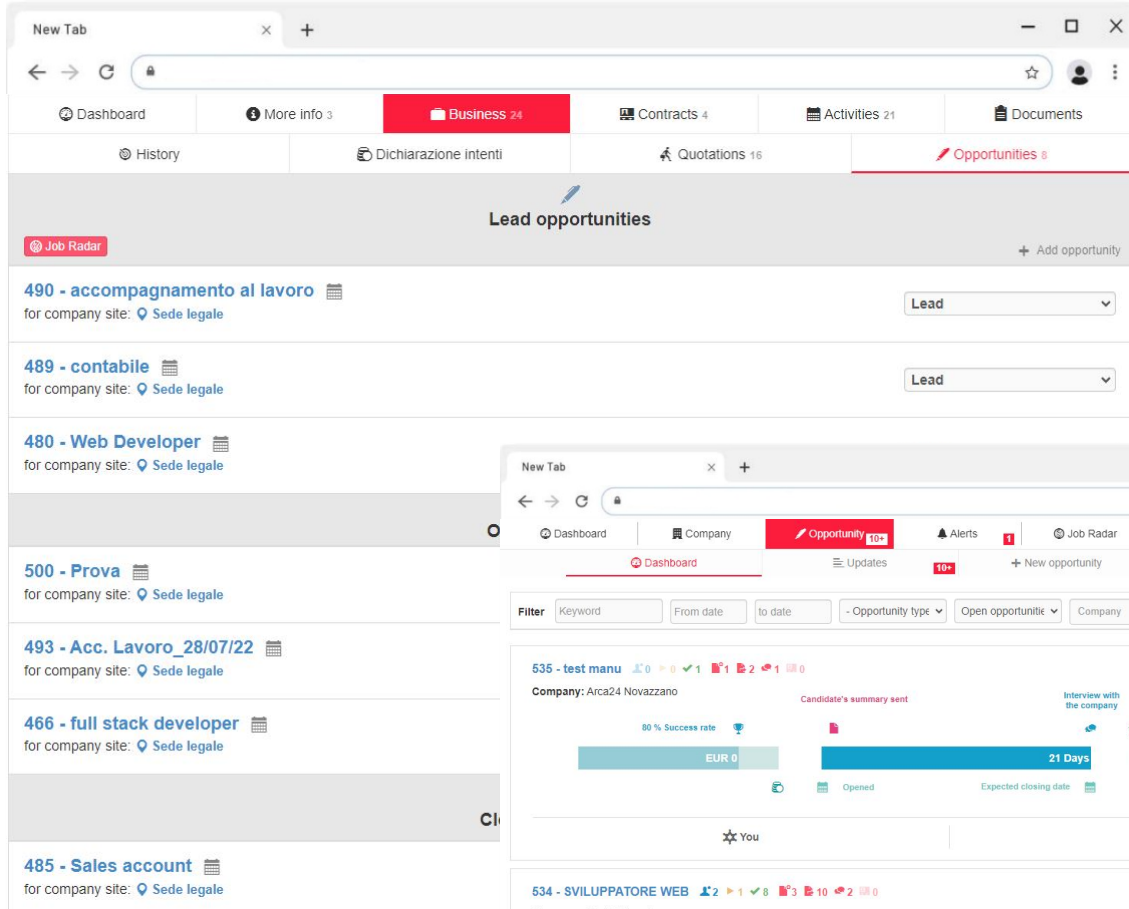 New Tab
Dashboard More info 3 Business 24 Contracts 4 Activities 21 Documents
History Dichiarazione intenti Quotations 16 Opportunities 8
Lead opportunities
Job Radar
+ Add opportunity
490 - accompagnamento al lavoro
for company site: Sede legale
Lead
489 - contabile
for company site: Sede legale
Lead
480 - Web Developer
for company site: Sede legale
O
500 - Prova
for company site: Sede legale
493 - Acc. Lavoro_28/07/22
for company site: Sede legale
466 - full stack developer
for company site: Sede legale
Cl
485 - Sales account
for company site: Sede legale
New Tab
Dashboard Company Opportunity 10+ Alerts 1 Job Radar
Dashboard Updates 10+ + New opportunity
Filter Keyword From date to date - Opportunity type Open opportunitie Company
535 - test manu 0 0 1 1 2 1 0
Company: Arca24 Novazzano
Candidate's summary sent
Interview with
the company
80 % Success rate
EUR 0
21 Days
Opened
Expected closing date
You
534 - SVILUPPATORE WEB 2 1 8 3 10 2 0